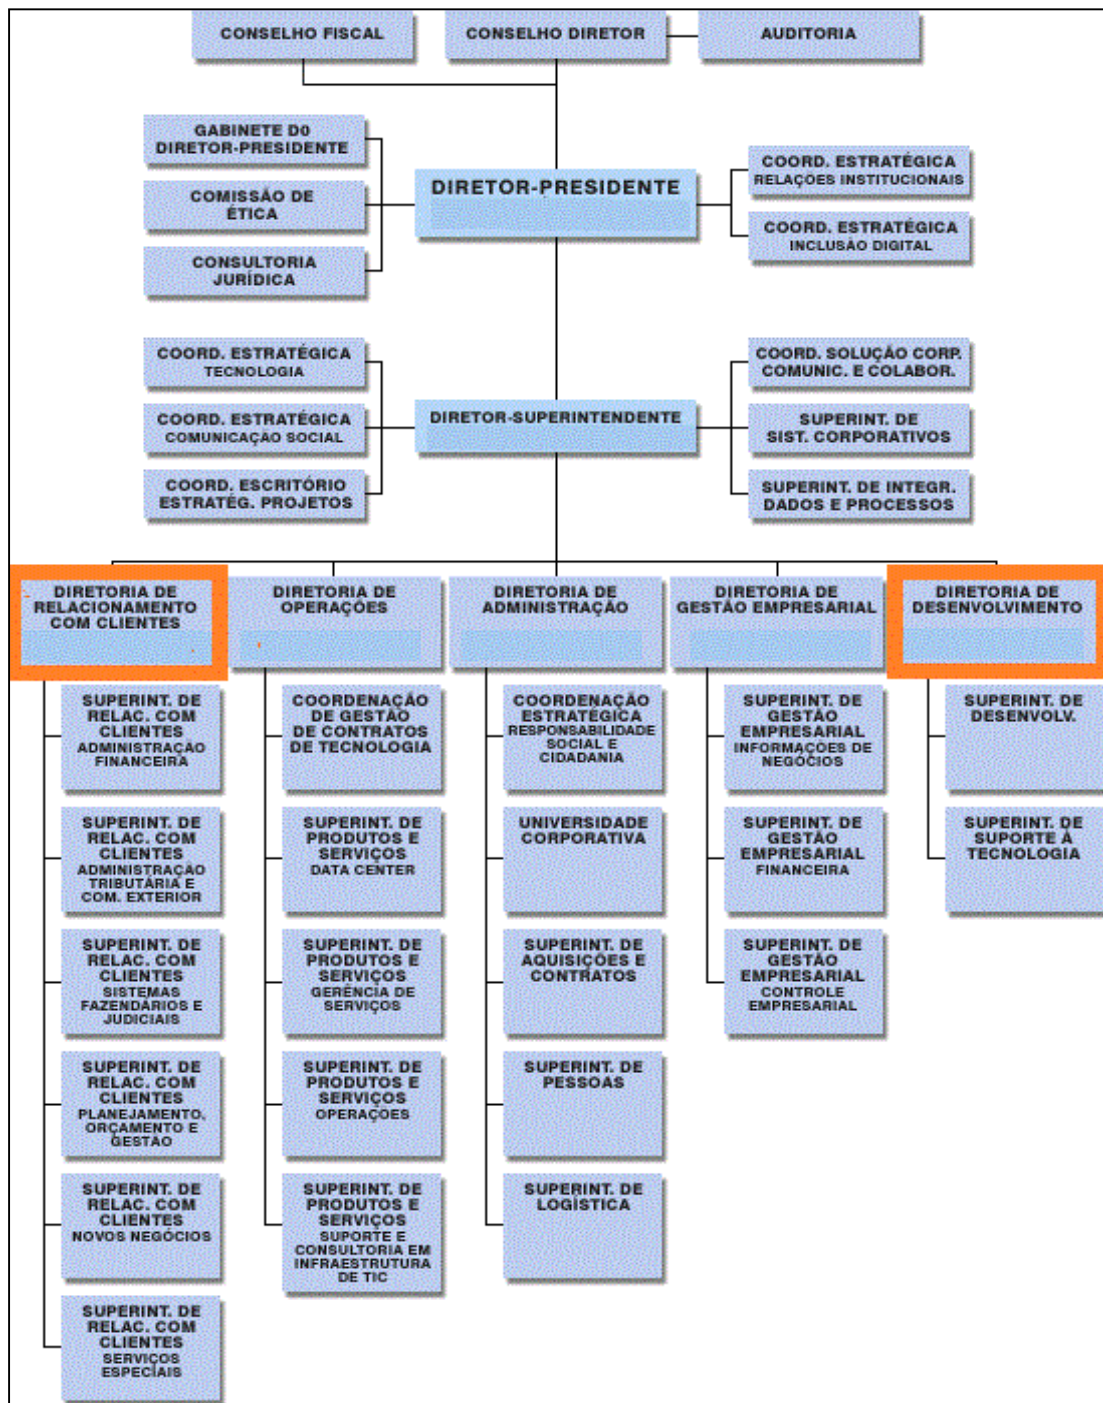 CONSELHO FISCAL
CONSELHO DIRETOR
AUDITORIA
GABINETE D0
DIRETOR-PRESIDENTE
COMISSÃO DE
ÉTICA
CONSULTORIA
JURÍDICA
DIRETOR-PRESIDENTE
COORD. ESTRATÉGICA
RELAÇÕES INSTITUCIONAIS
COORD. ESTRATÉGICA
INCLUSÃO DIGITAL
COORD. ESTRATÉGICA
TECNOLOGIA
COORD. ESTRATÉGICA
COMUNICAÇÃO SOCIAL
COORD. ESCRITÓRIO
ESTRATÉG. PROJETOS
DIRETOR-SUPERINTENDENTE
COORD. SOLUÇÃO CORP.
COMUNIC. E COLABOR.
SUPERINT. DE
SIST. CORPORATIVOS
SUPERINT. DE INTEGR.
DADOS E PROCESSOS
DIRETORIA DE
RELACIONAMENTO
COM CLIENTES
SUPERINT. DE
RELAC. COM
CLIENTES
ADMINISTRAÇÃO
FINANCEIRA
SUPERINT. DE
RELAC. COM
CLIENTES
ADMINISTRAÇÃO
TRIBUTÁRIA E
COM. EXTERIOR
SUPERINT. DE
RELAC. COM
CLIENTES
SISTEMAS
FAZENDÁRIOS E
JUDICIAIS
SUPERINT. DE
RELAC. COM
CLIENTES
PLANEJAMENTO,
ORÇAMENTO E
GESTÃO
SUPERINT. DE
RELAC. COM
CLIENTES
NOVOS NEGÓCIOS
SUPERINT. DE
RELAC. COM
CLIENTES
SERVIÇOS
ESPECIAIS
DIRETORIA DE
OPERAÇÕES
COORDENAÇÃO
DE GESTÃO
DE CONTRATOS
DE TECNOLOGIA
SUPERINT. DE
PRODUTOS E
SERVIÇOS
DATA CENTER
SUPERINT. DE
PRODUTOS E
SERVIÇOS
GERÊNCIA DE
SERVIÇOS
SUPERINT. DE
PRODUTOS E
SERVIÇOS
OPERAÇÕES
SUPERINT. DE
PRODUTOS E
SERVIÇOS
SUPORTE E
CONSULTORIA EM
INFRAESTRUTURA
DE TIC
DIRETORIA DE
ADMINISTRAÇÃO
COORDENAÇÃO
ESTRATÉGICA
RESPONSABILIDADE
SOCIAL E
CIDADANIA
UNIVERSIDADE
CORPORATIVA
SUPERINT. DE
AQUISIÇÕES E
CONTRATOS
SUPERINT. DE
PESSOAS
SUPERINT. DE
LOGÍSTICA
DIRETORIA DE
GESTÃO EMPRESARIAL
SUPERINT. DE
GESTÃO
EMPRESARIAL
INFORMAÇÕES DE
NEGÓCIOS
SUPERINT. DE
GESTÃO
EMPRESARIAL
FINANCEIRA
SUPERINT. DE
GESTÃO
EMPRESARIAL
CONTROLE
EMPRESARIAL
DIRETORIA DE
DESENVOLVIMENTO
SUPERINT. DE
DESENVOLV.
SUPERINT. DE
SUPORTE À
TECNOLOGIA